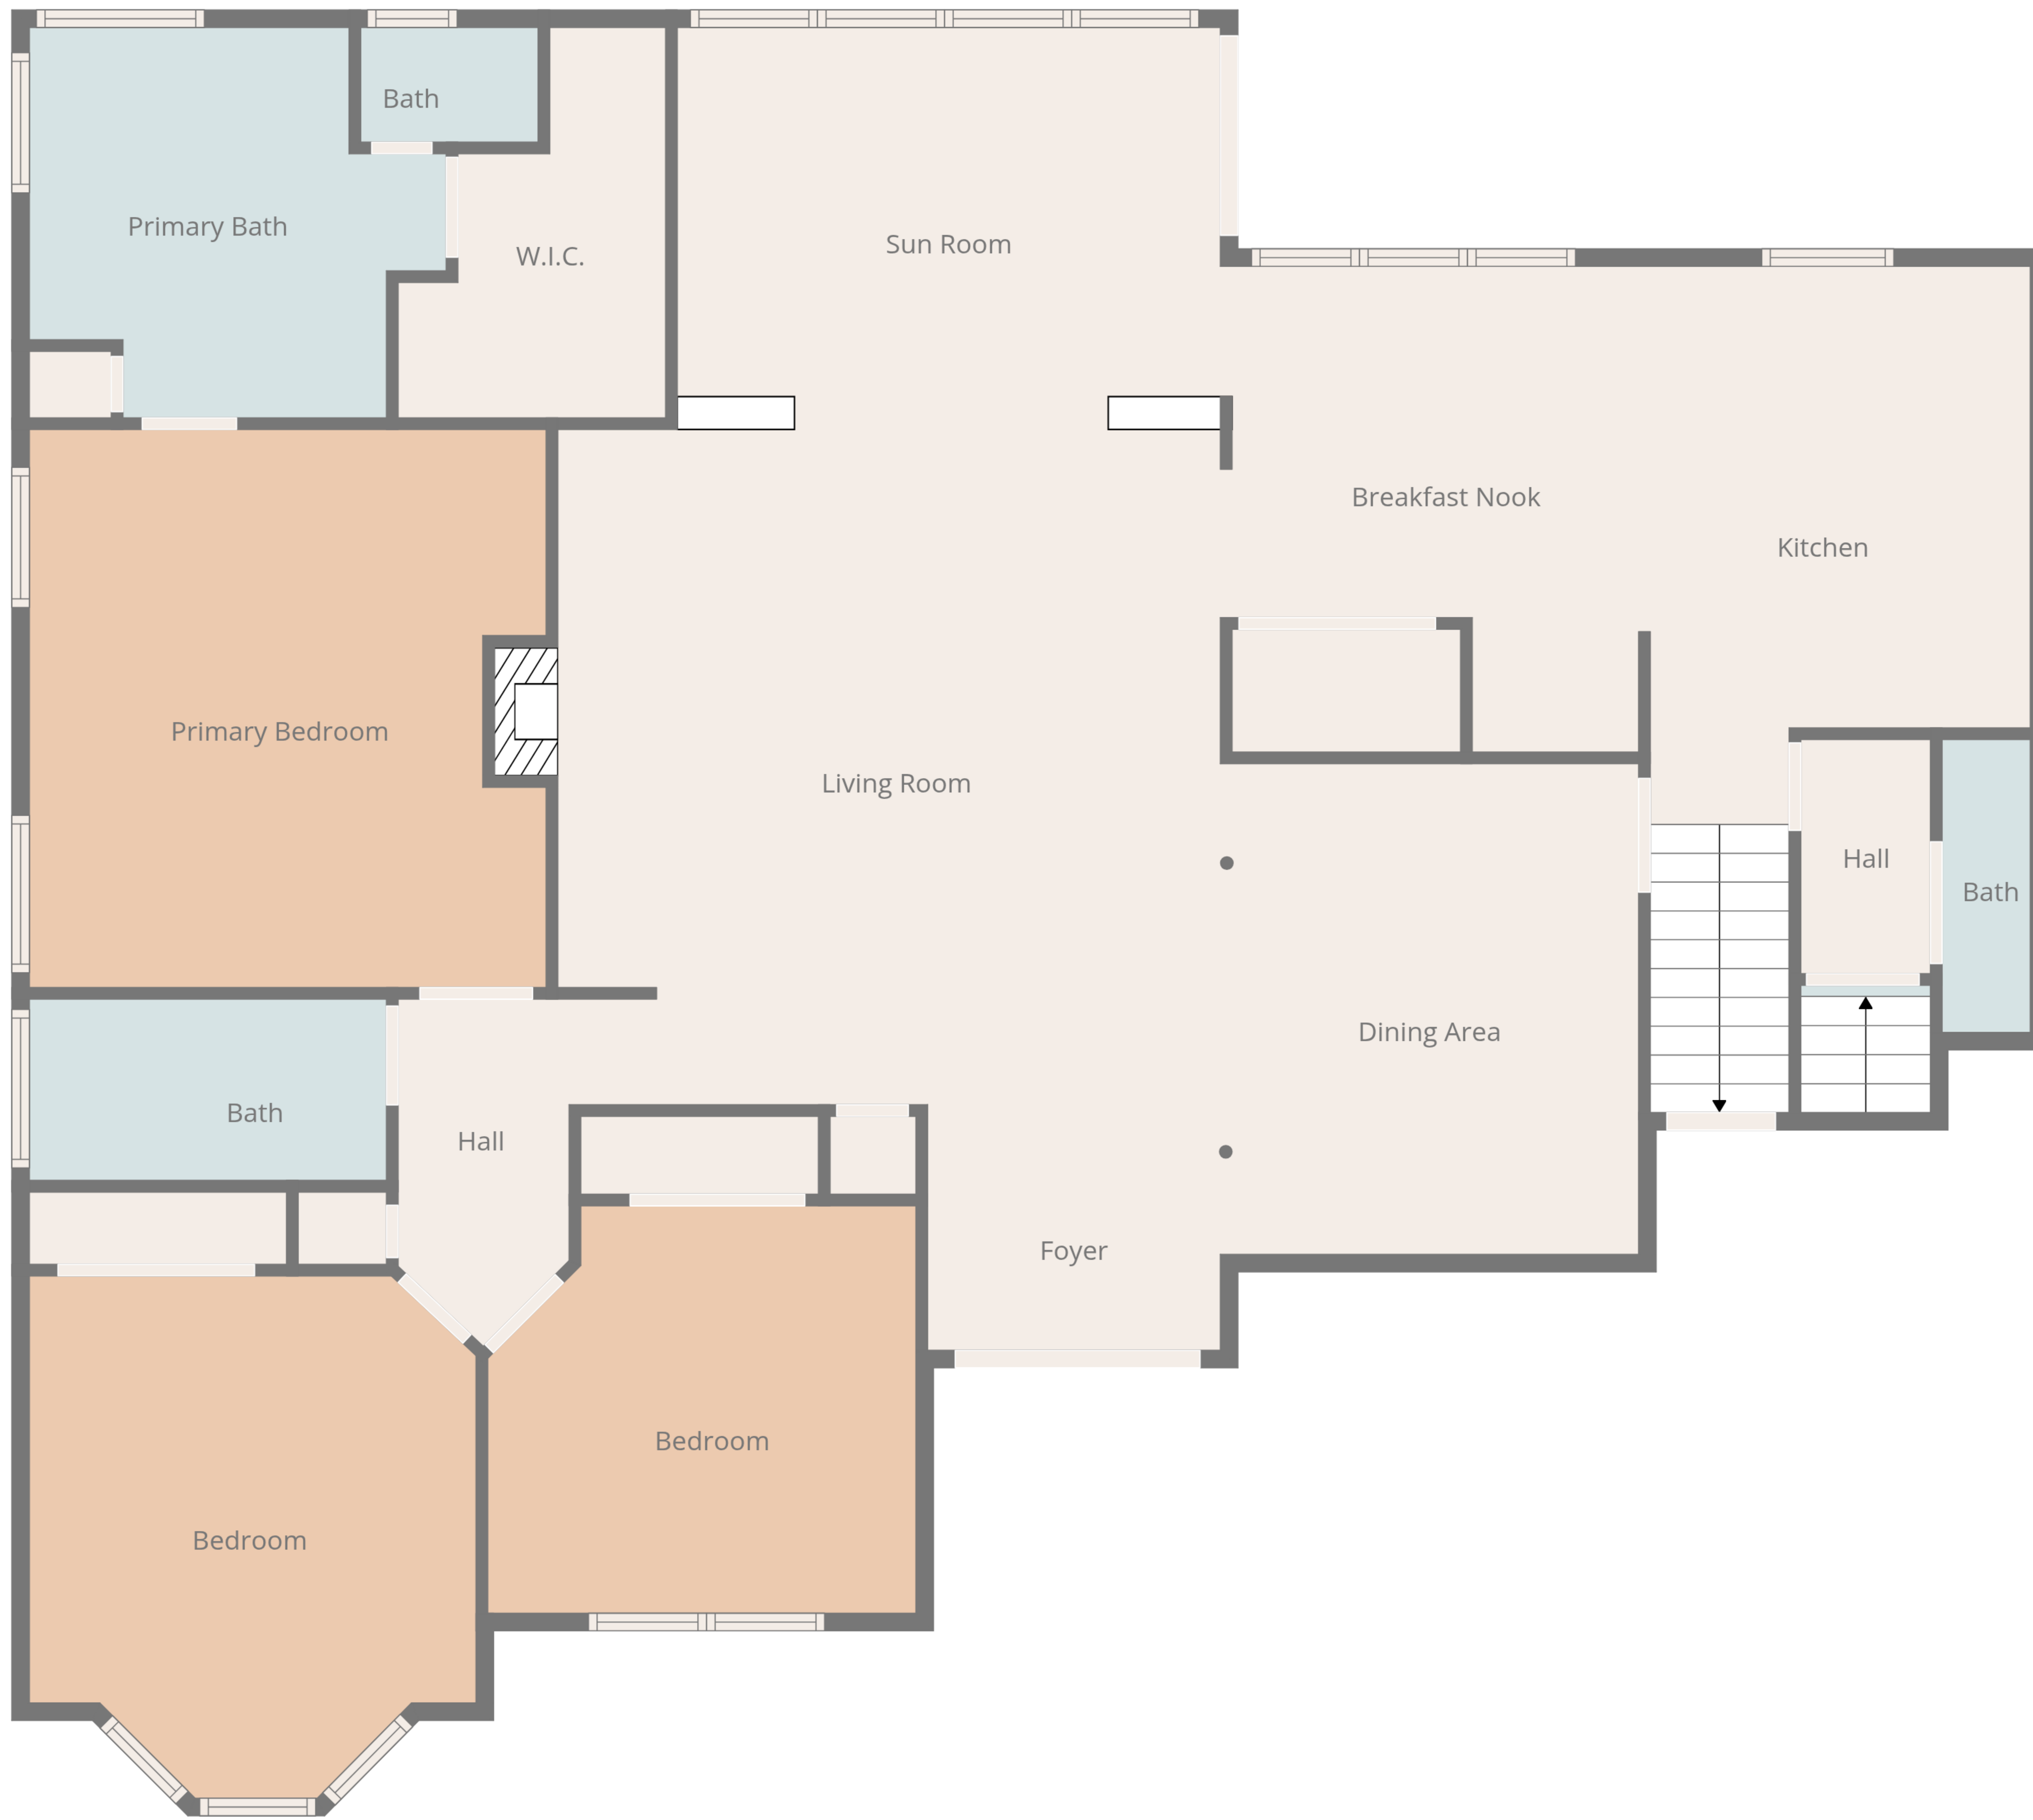 Bath
Primary Bath
W.I.C.
Sun Room
Breakfast Nook
Kitchen
Primary Bedroom
Living Room
Hall
Bath
Dining Area
Bath
Hall
Foyer
Bedroom
Bedroom